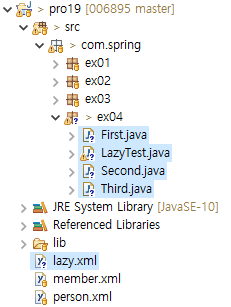 > pro19 [006895 master]
> src
> com.spring
ex01
ex02
ex03
> ex04
First.java
LazyTest.java
Second.java
Third.java
JRE System Library [JavaSE-10]
Referenced Libraries
lib
lazy.xml
member.xml
person.xml